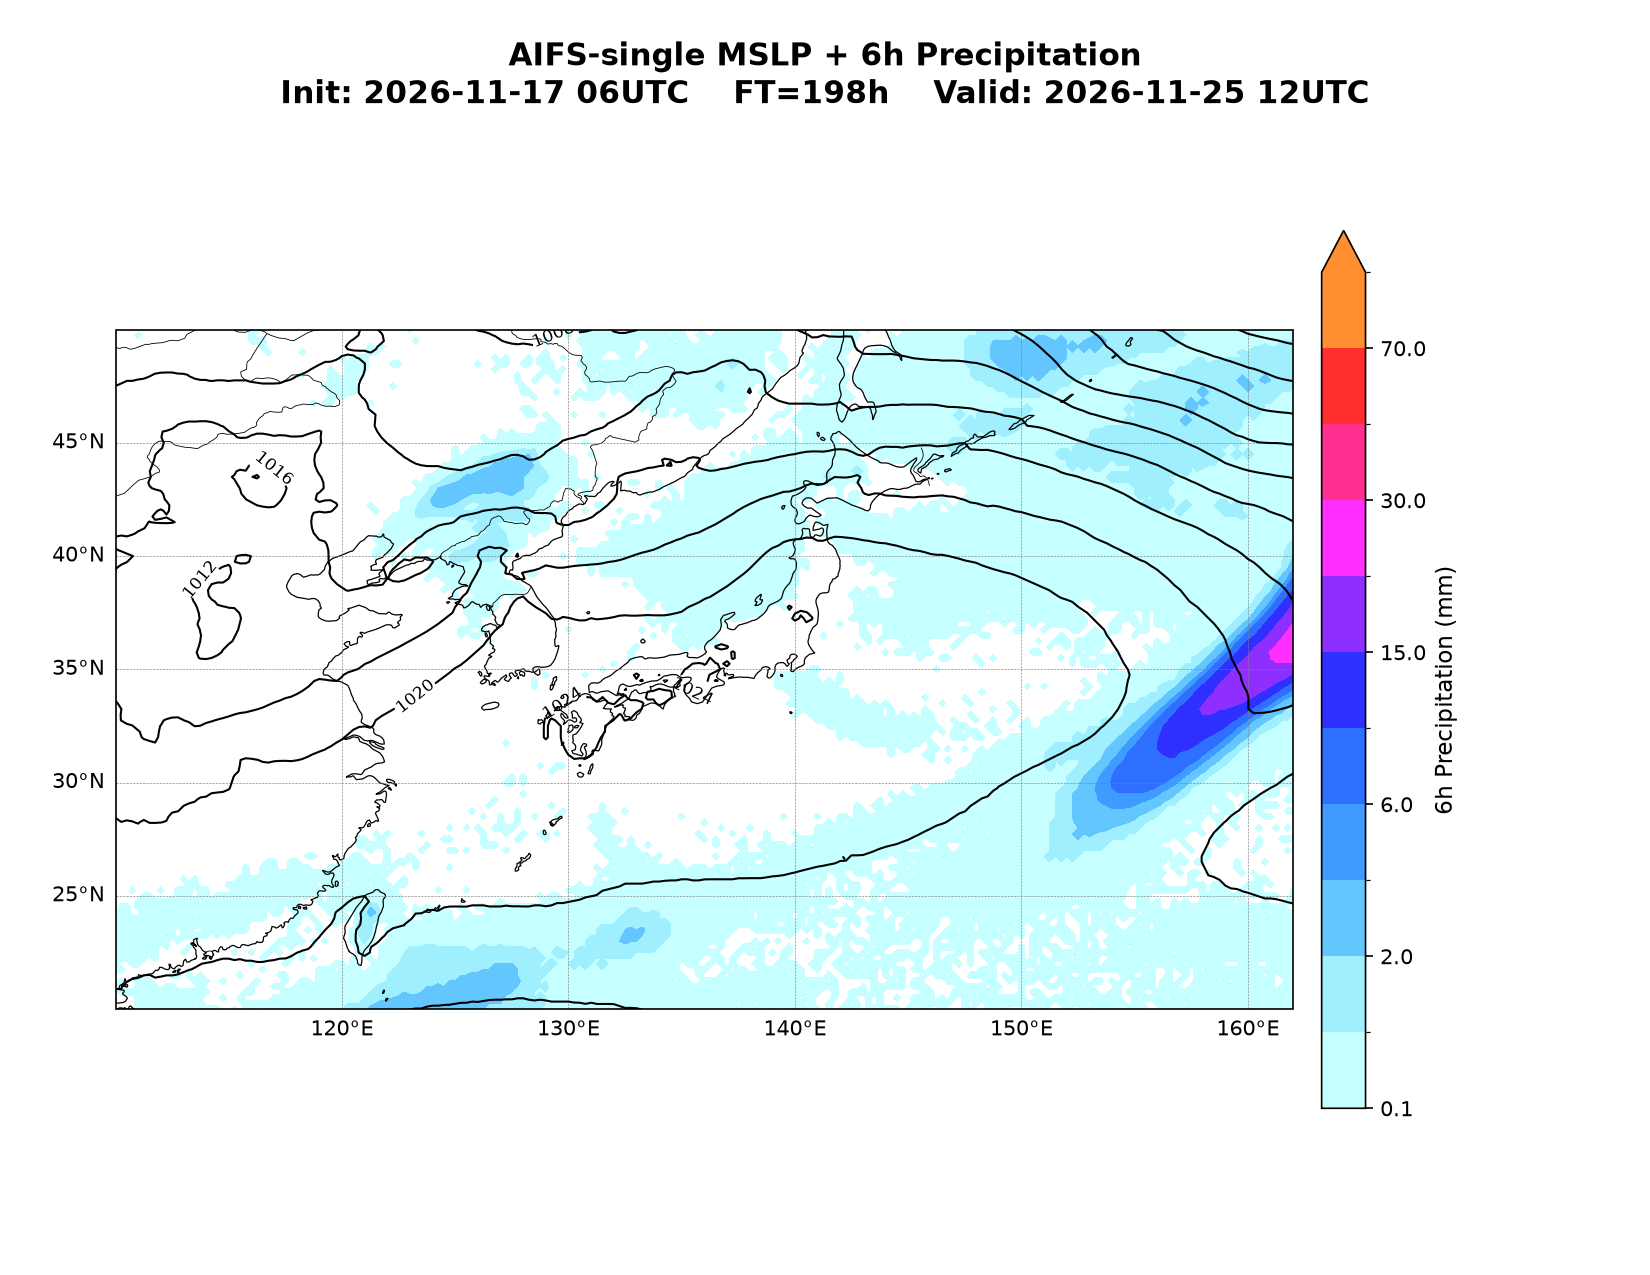 AIFS-single MSLP + 6h Precipitation
Init: 2026-11-17 06UTC    FT=198h    Valid: 2026-11-25 12UTC
70.0
30.0
15.0
6.0
2.0
0.1
6h Precipitation (mm)
45°N
40°N
35°N
30°N
25°N
120°E
130°E
140°E
150°E
160°E
1016
1012
1020
1024
1024